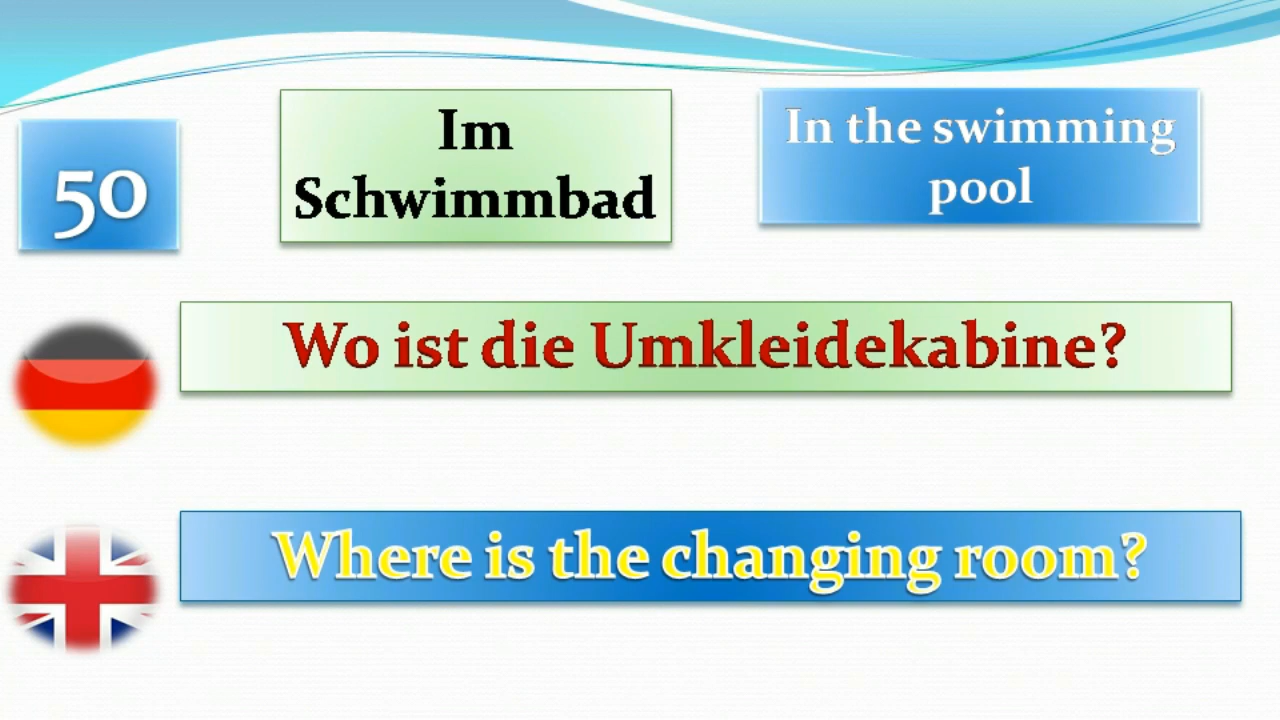 50
Im
Schwimmbad
In the swimming
pool
Wo ist die Umkleidekabine?
Where is the changing room?